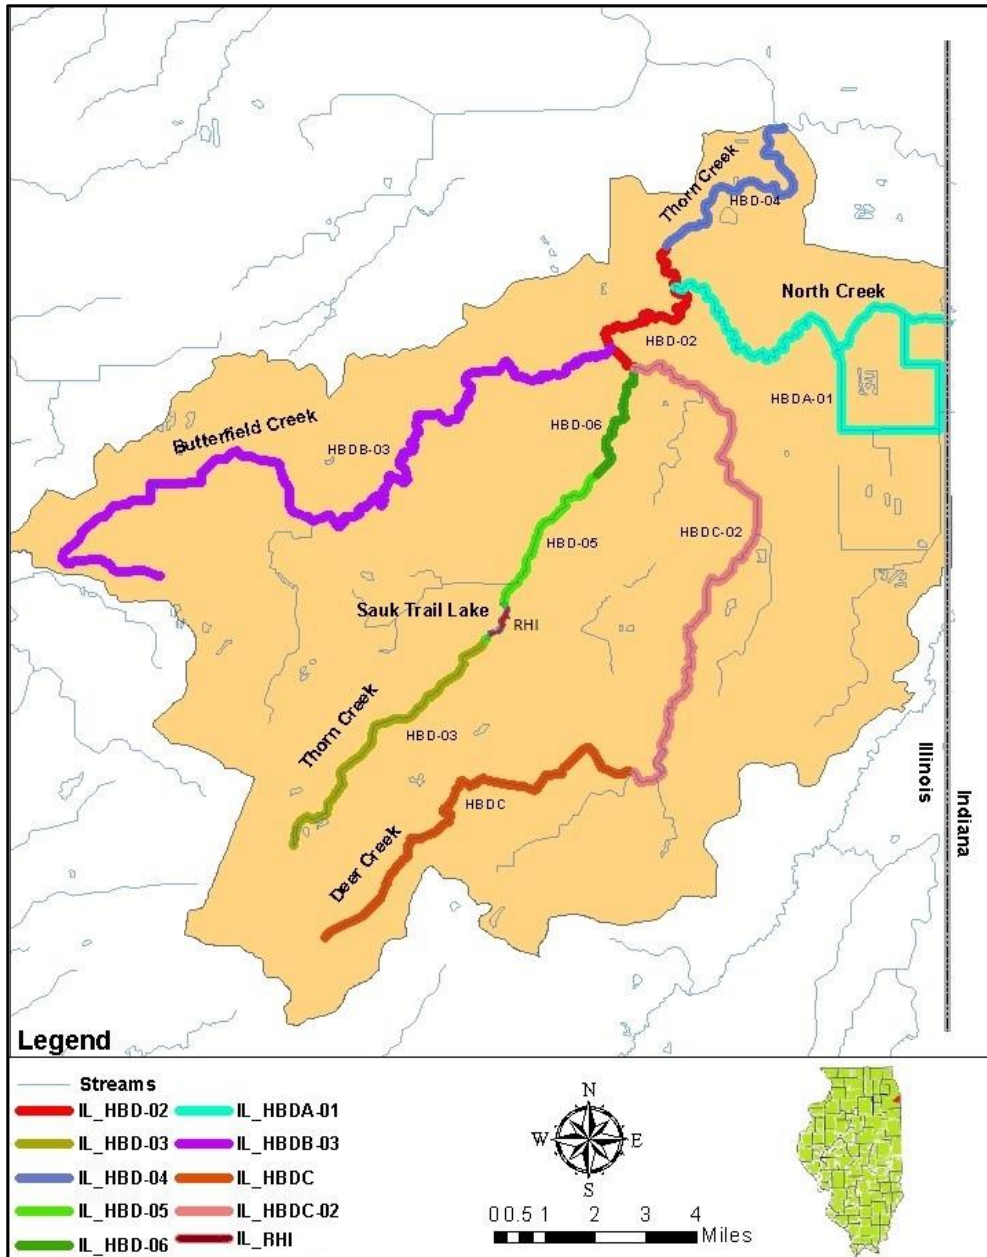 Thorn Creek
HBD-04
North Creek
HBD-02
HBDA-01
Butterfield Creek
HBDB-03
HBD-06
HBD-05
HBDC-02
Sauk Trail Lake
RHI
Thorn Creek
HBD-03
HBDC
Deer Creek
Illinois
Indiana
Legend
Streams
IL_HBD-02 IL_HBDA-01
IL_HBD-03 IL_HBDB-03
IL_HBD-04 IL_HBDC
IL_HBD-05 IL_HBDC-02
IL_HBD-06 IL_RHI
N
W E
S
0 0.5 1 2 3 4
Miles